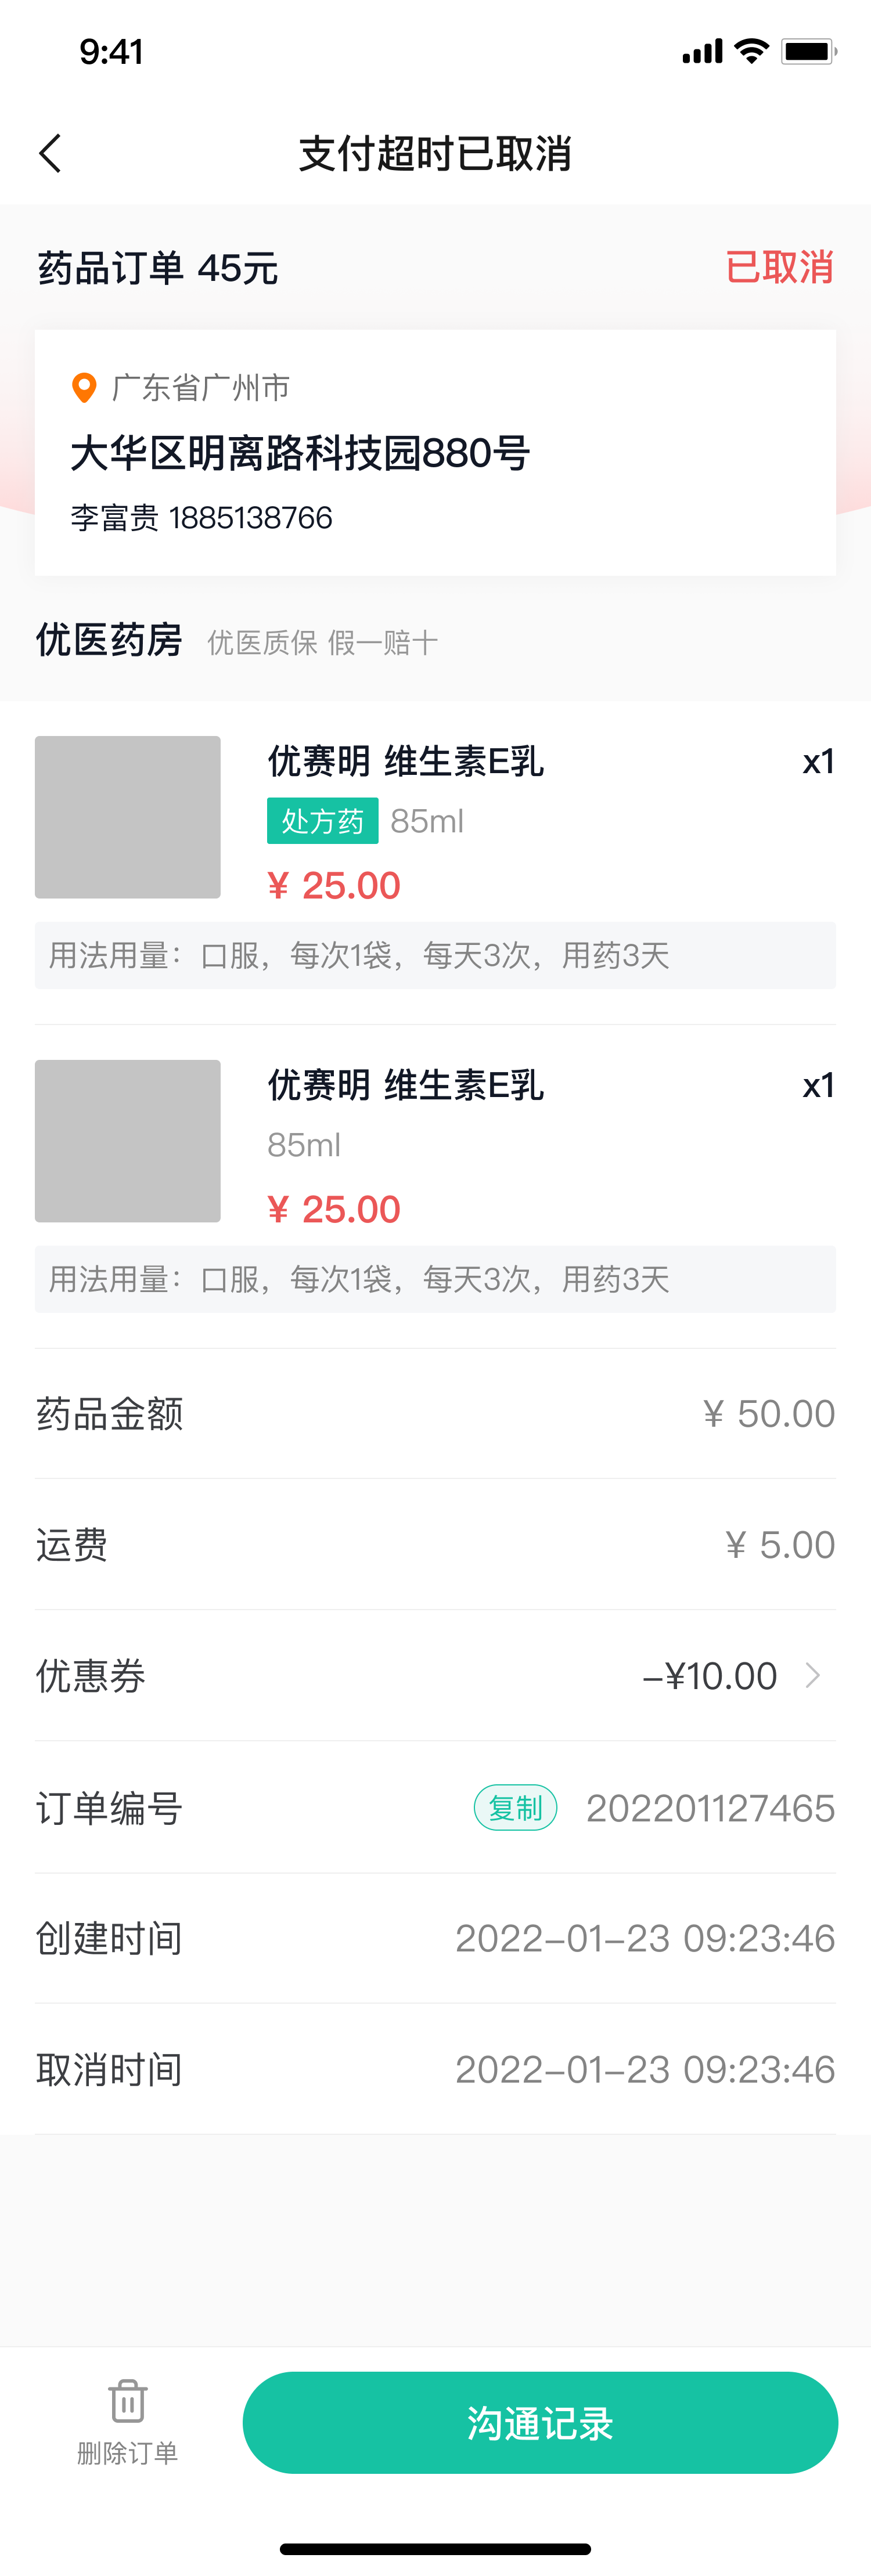 9:41
支付超时已取消
药品订单 45元 已取消
广东省广州市
大华区明离路科技园880号
李富贵 1885138766
优医药房 优医质保 假一赔十
优赛明 维生素E乳 x1
处方药 85ml
¥ 25.00
用法用量：口服，每次1袋，每天3次，用药3天
优赛明 维生素E乳 x1
85ml
¥ 25.00
用法用量：口服，每次1袋，每天3次，用药3天
药品金额 ¥ 50.00
运费 ¥ 5.00
优惠券 -¥10.00
订单编号 复制 202201127465
创建时间 2022-01-23 09:23:46
取消时间 2022-01-23 09:23:46
删除订单 沟通记录